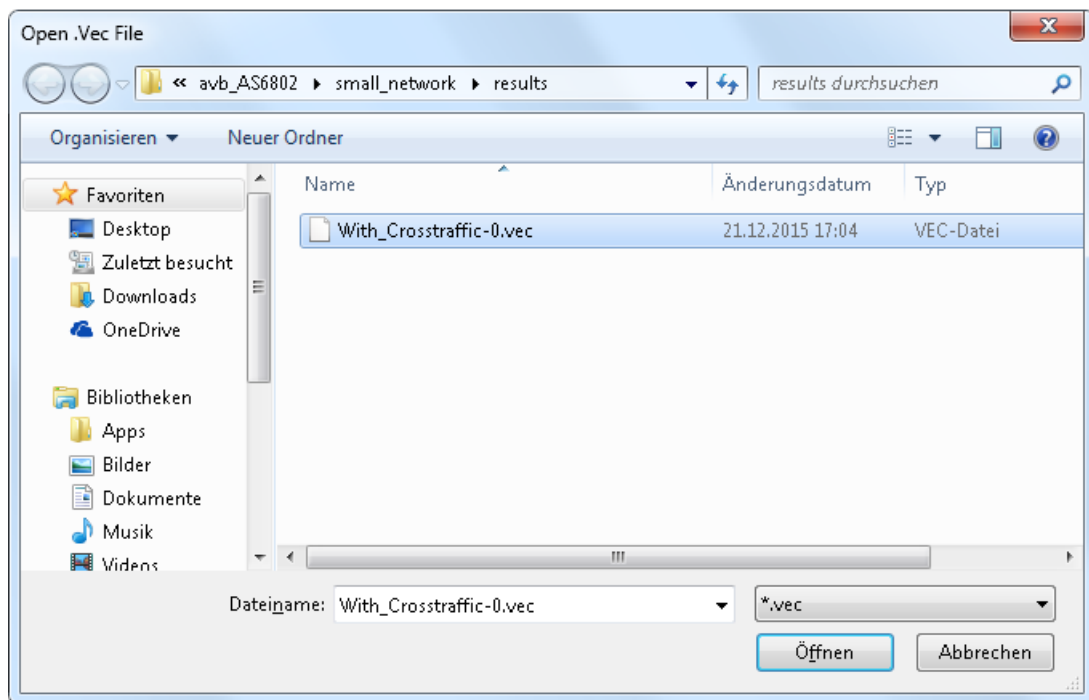 Open .Vec File
« avb_AS6802 ▸ small_network ▸ results
results durchsuchen
Organisieren
Neuer Ordner
Name
Änderungsdatum
Typ
Favoriten
Desktop
Zuletzt besucht
Downloads
OneDrive
Bibliotheken
Apps
Bilder
Dokumente
Musik
Videos
With_Crosstraffic-0.vec
21.12.2015 17:04
VEC-Datei
Dateiname:
With_Crosstraffic-0.vec
*.vec
Öffnen
Abbrechen